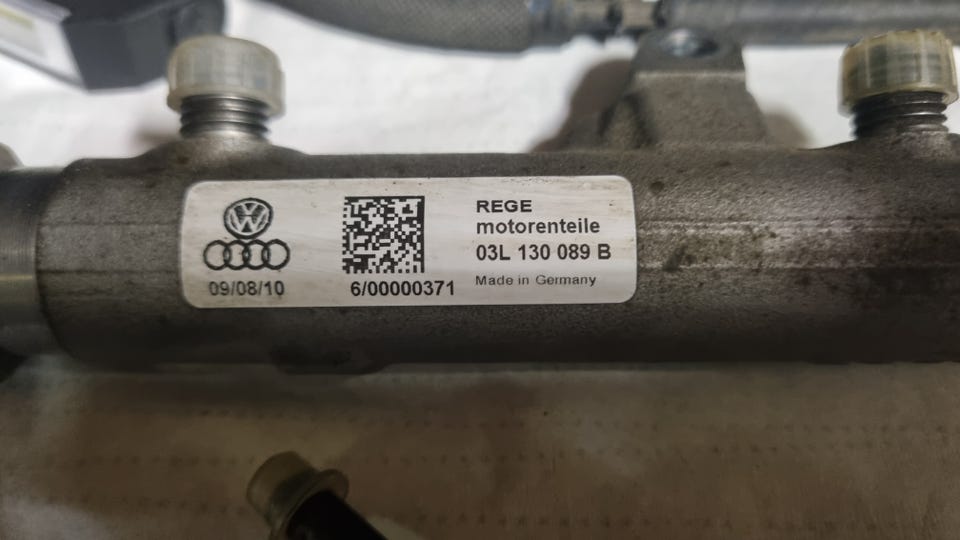 09/08/10
6/00000371
REGE
motorenteile
03L 130 089 B
Made in Germany